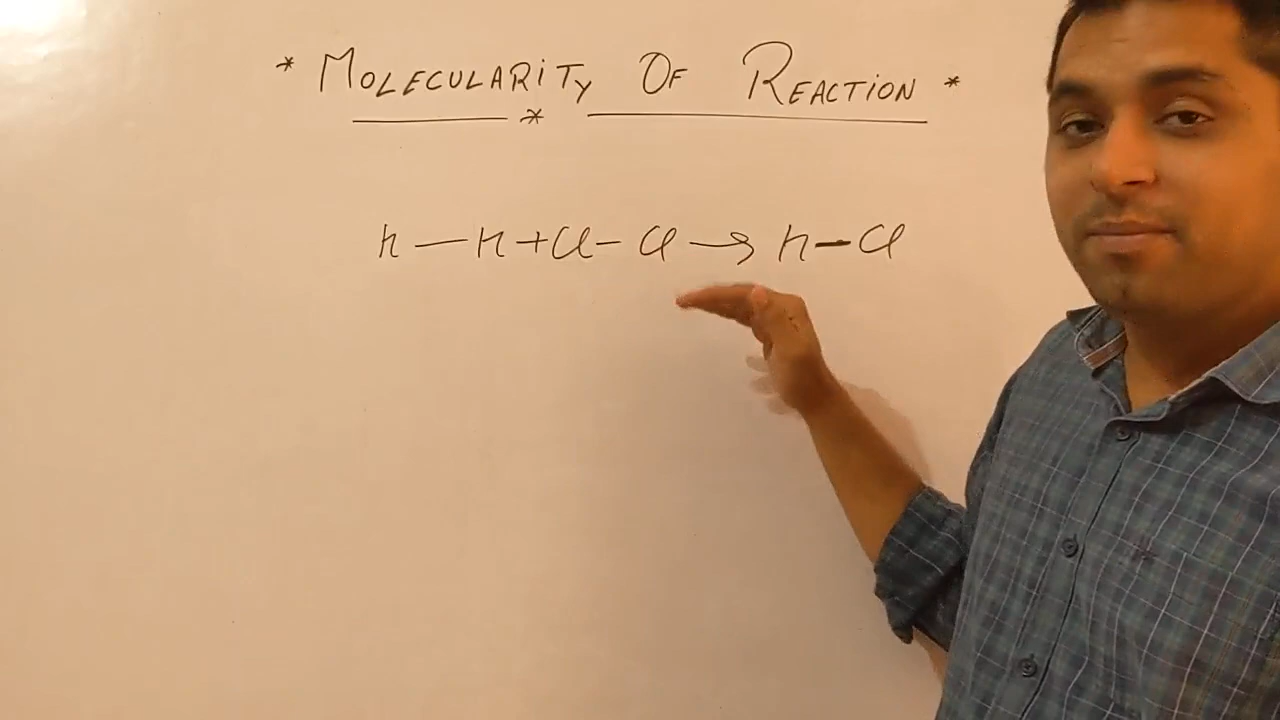 * MOLECULARiTy OF REACTiON *
*
H — H + Cl – Cl → H – Cl